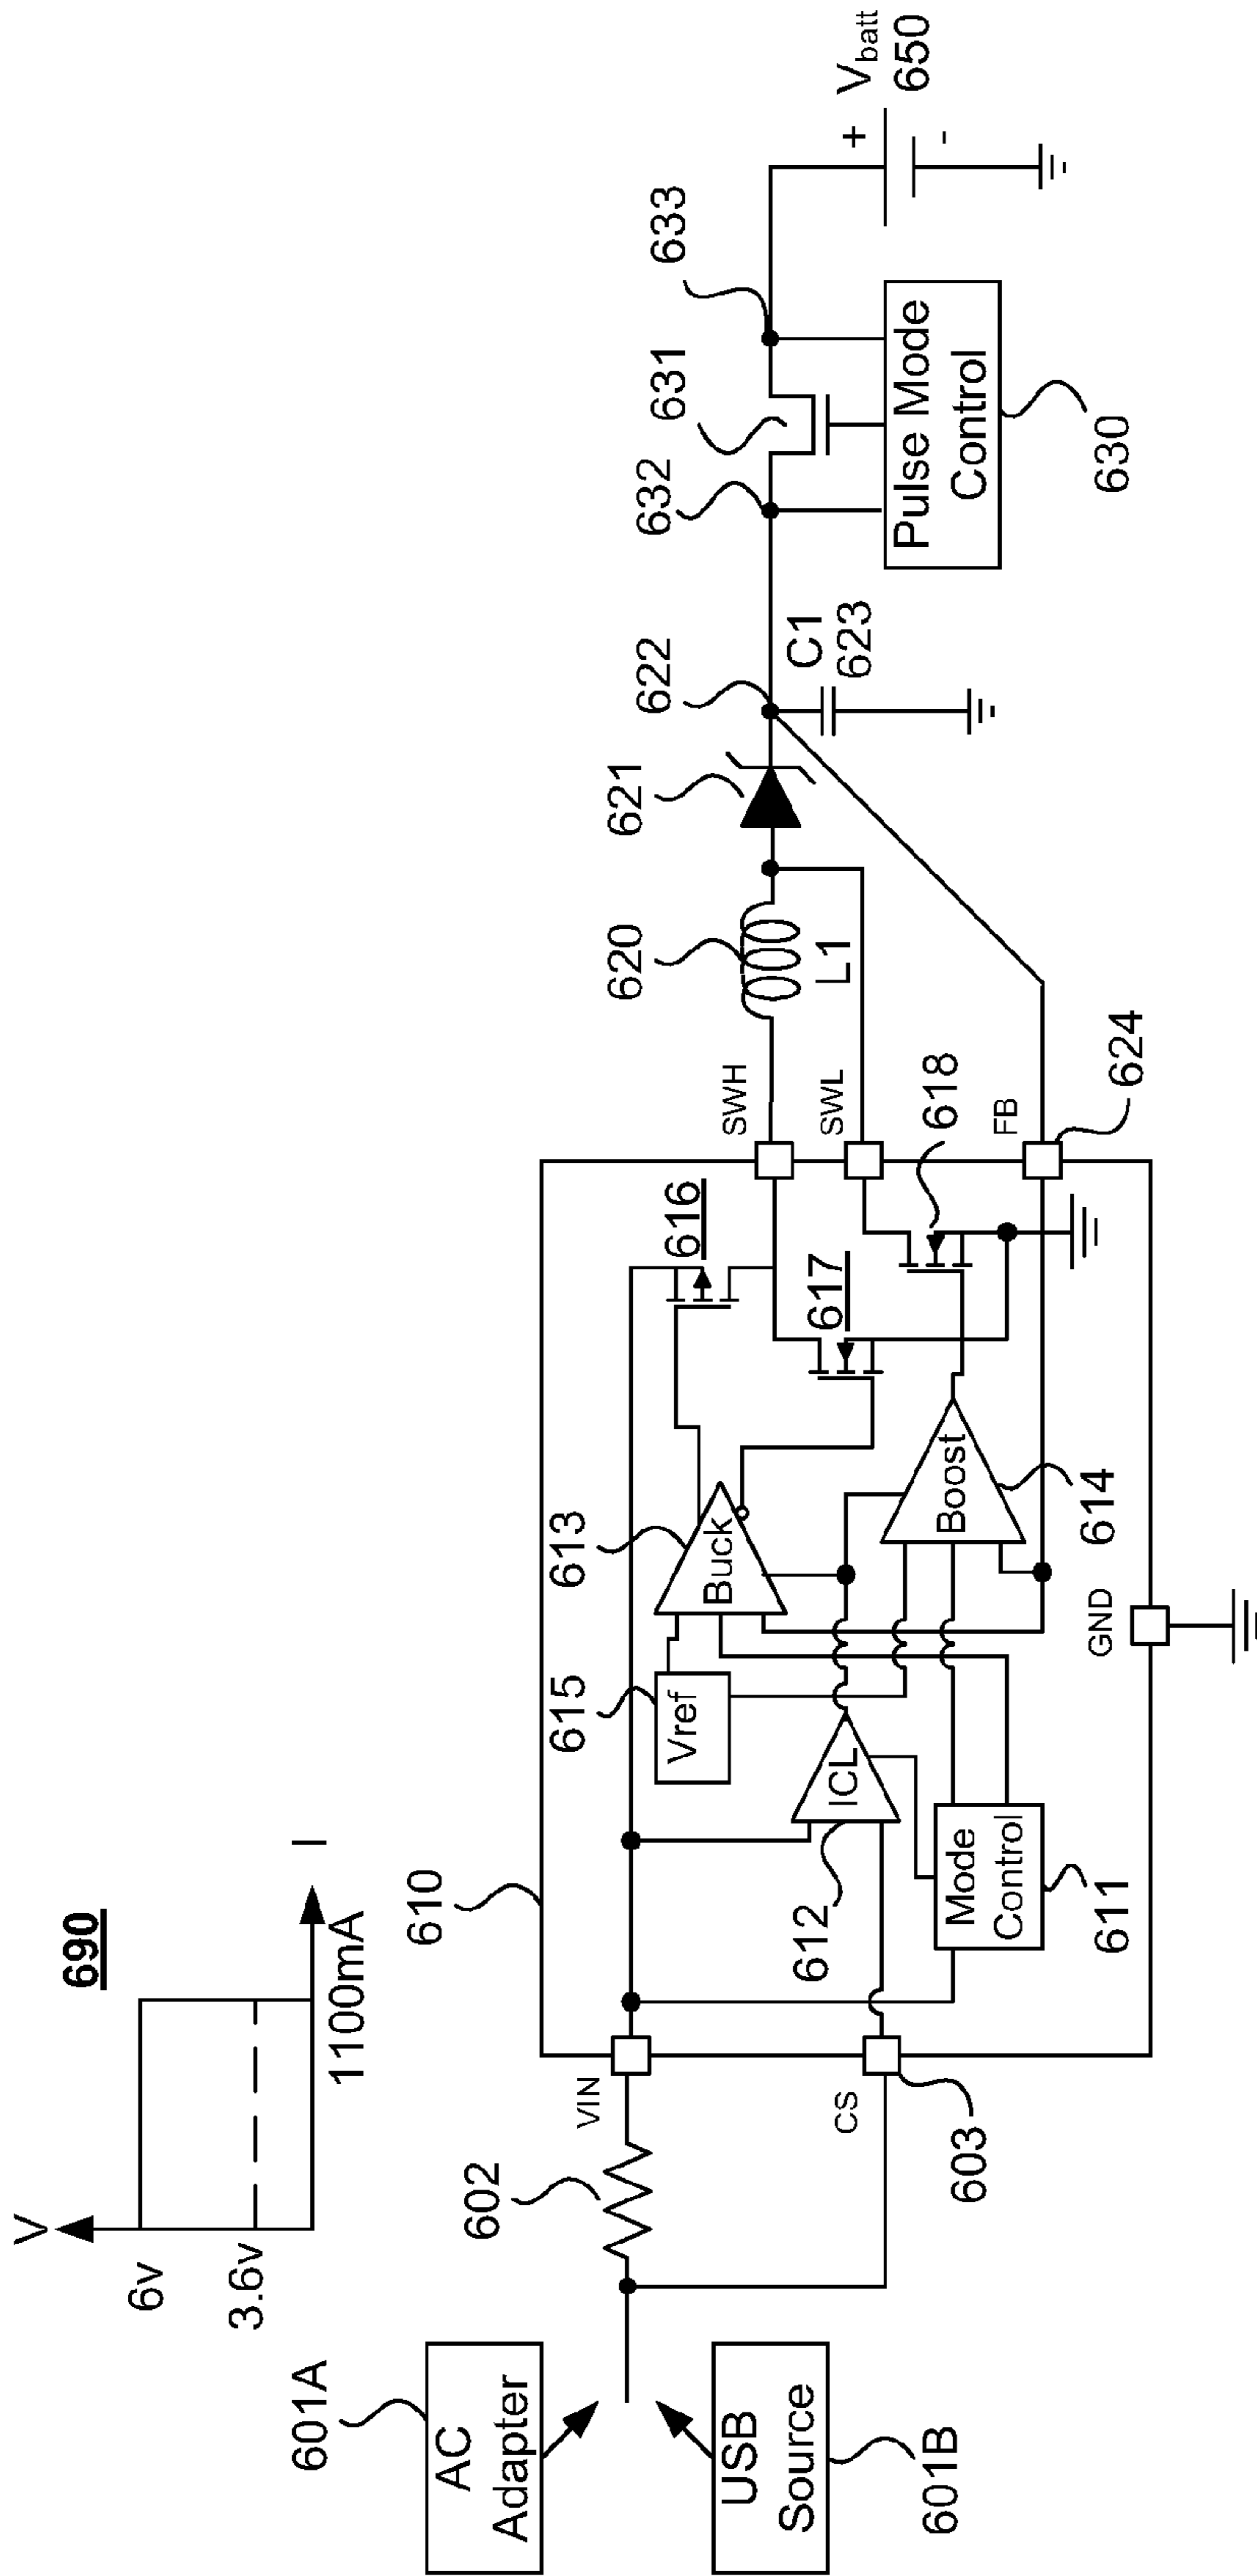 690
V
6v
3.6v
1100mA
I
601A
AC
Adapter
USB
Source
601B
602
VIN
CS
603
610
615
Vref
613
Buck
616
617
612
ICL
Mode
Control
611
Boost
614
618
GND
SWH
SWL
FB
624
620
L1
621
622
C1
623
632
631
633
Pulse Mode
Control
630
+
-
Vbatt
650